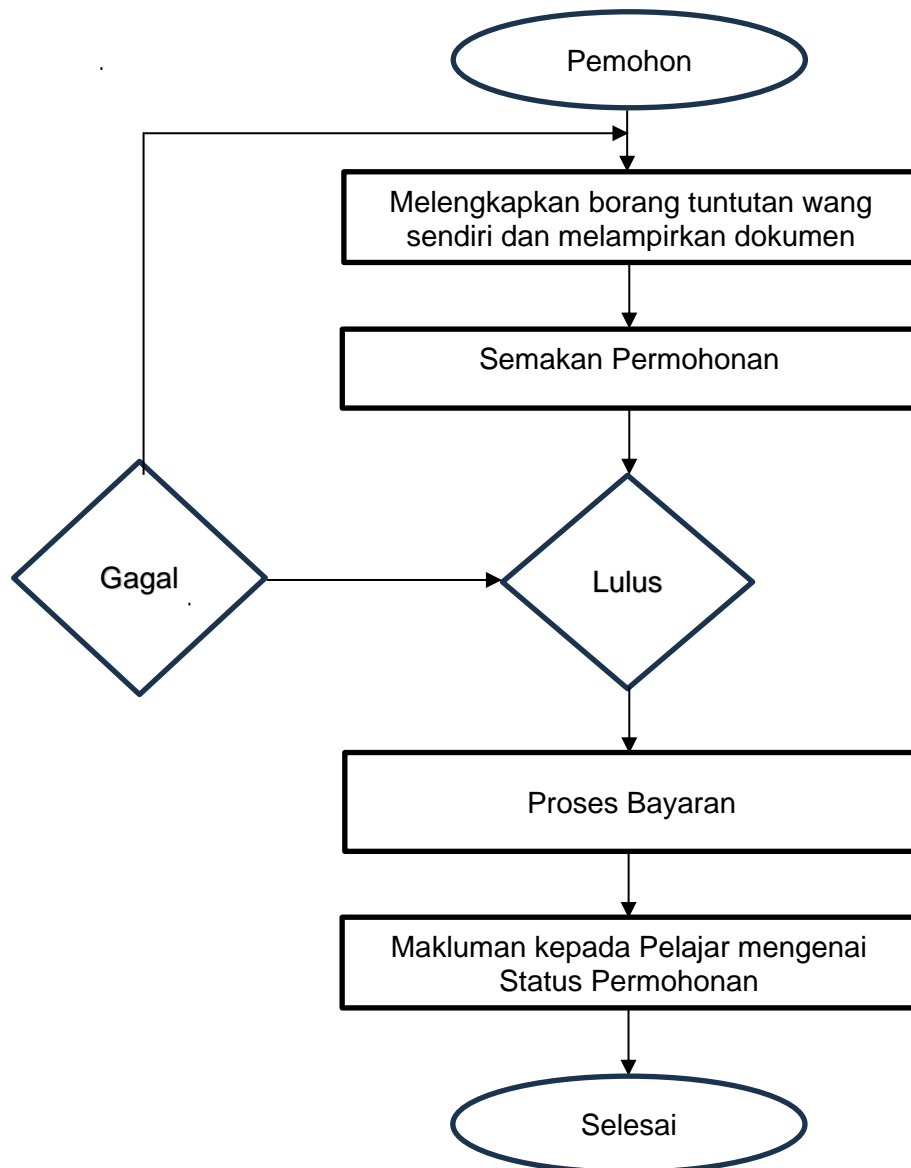 Pemohon
Melengkapkan borang tuntutan wang
sendiri dan melampirkan dokumen
Semakan Permohonan
Gagal
Lulus
Proses Bayaran
Makluman kepada Pelajar mengenai
Status Permohonan
Selesai